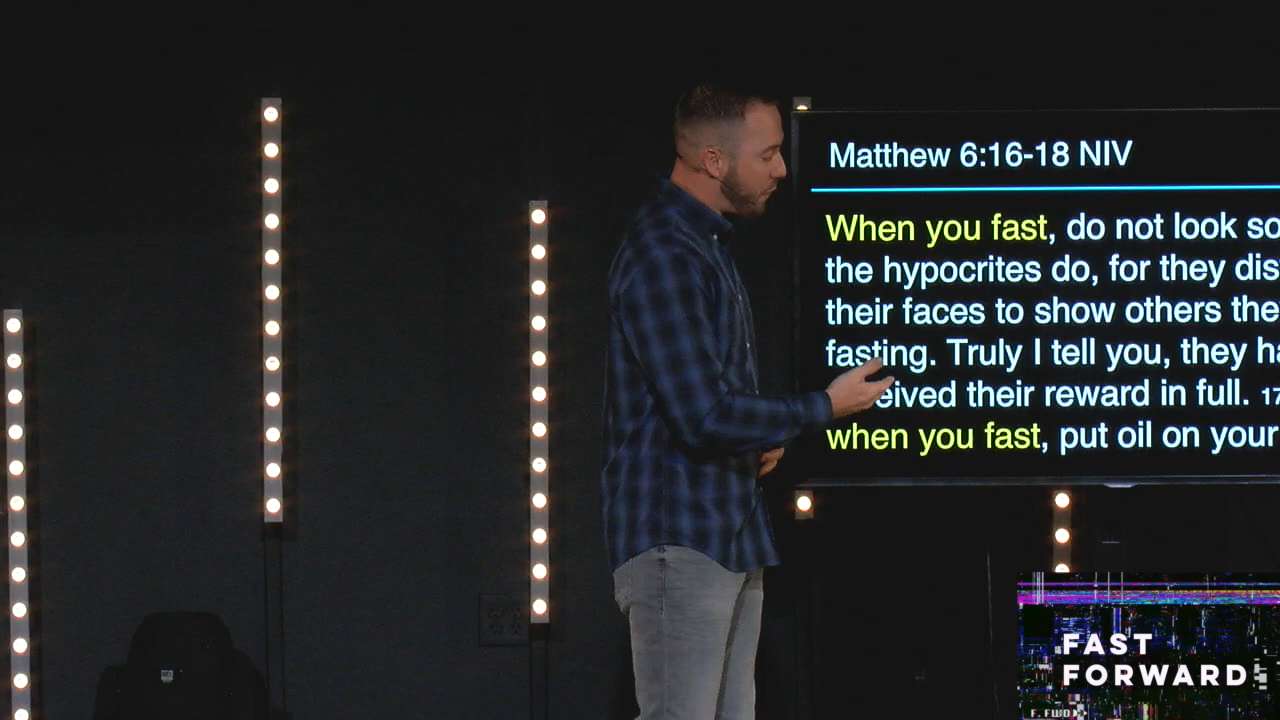 Matthew 6:16-18 NIV
When you fast, do not look so
the hypocrites do, for they dis
their faces to show others the
fasting. Truly I tell you, they ha
eived their reward in full. 17
when you fast, put oil on your
FAST
FORWARD
F. FWD